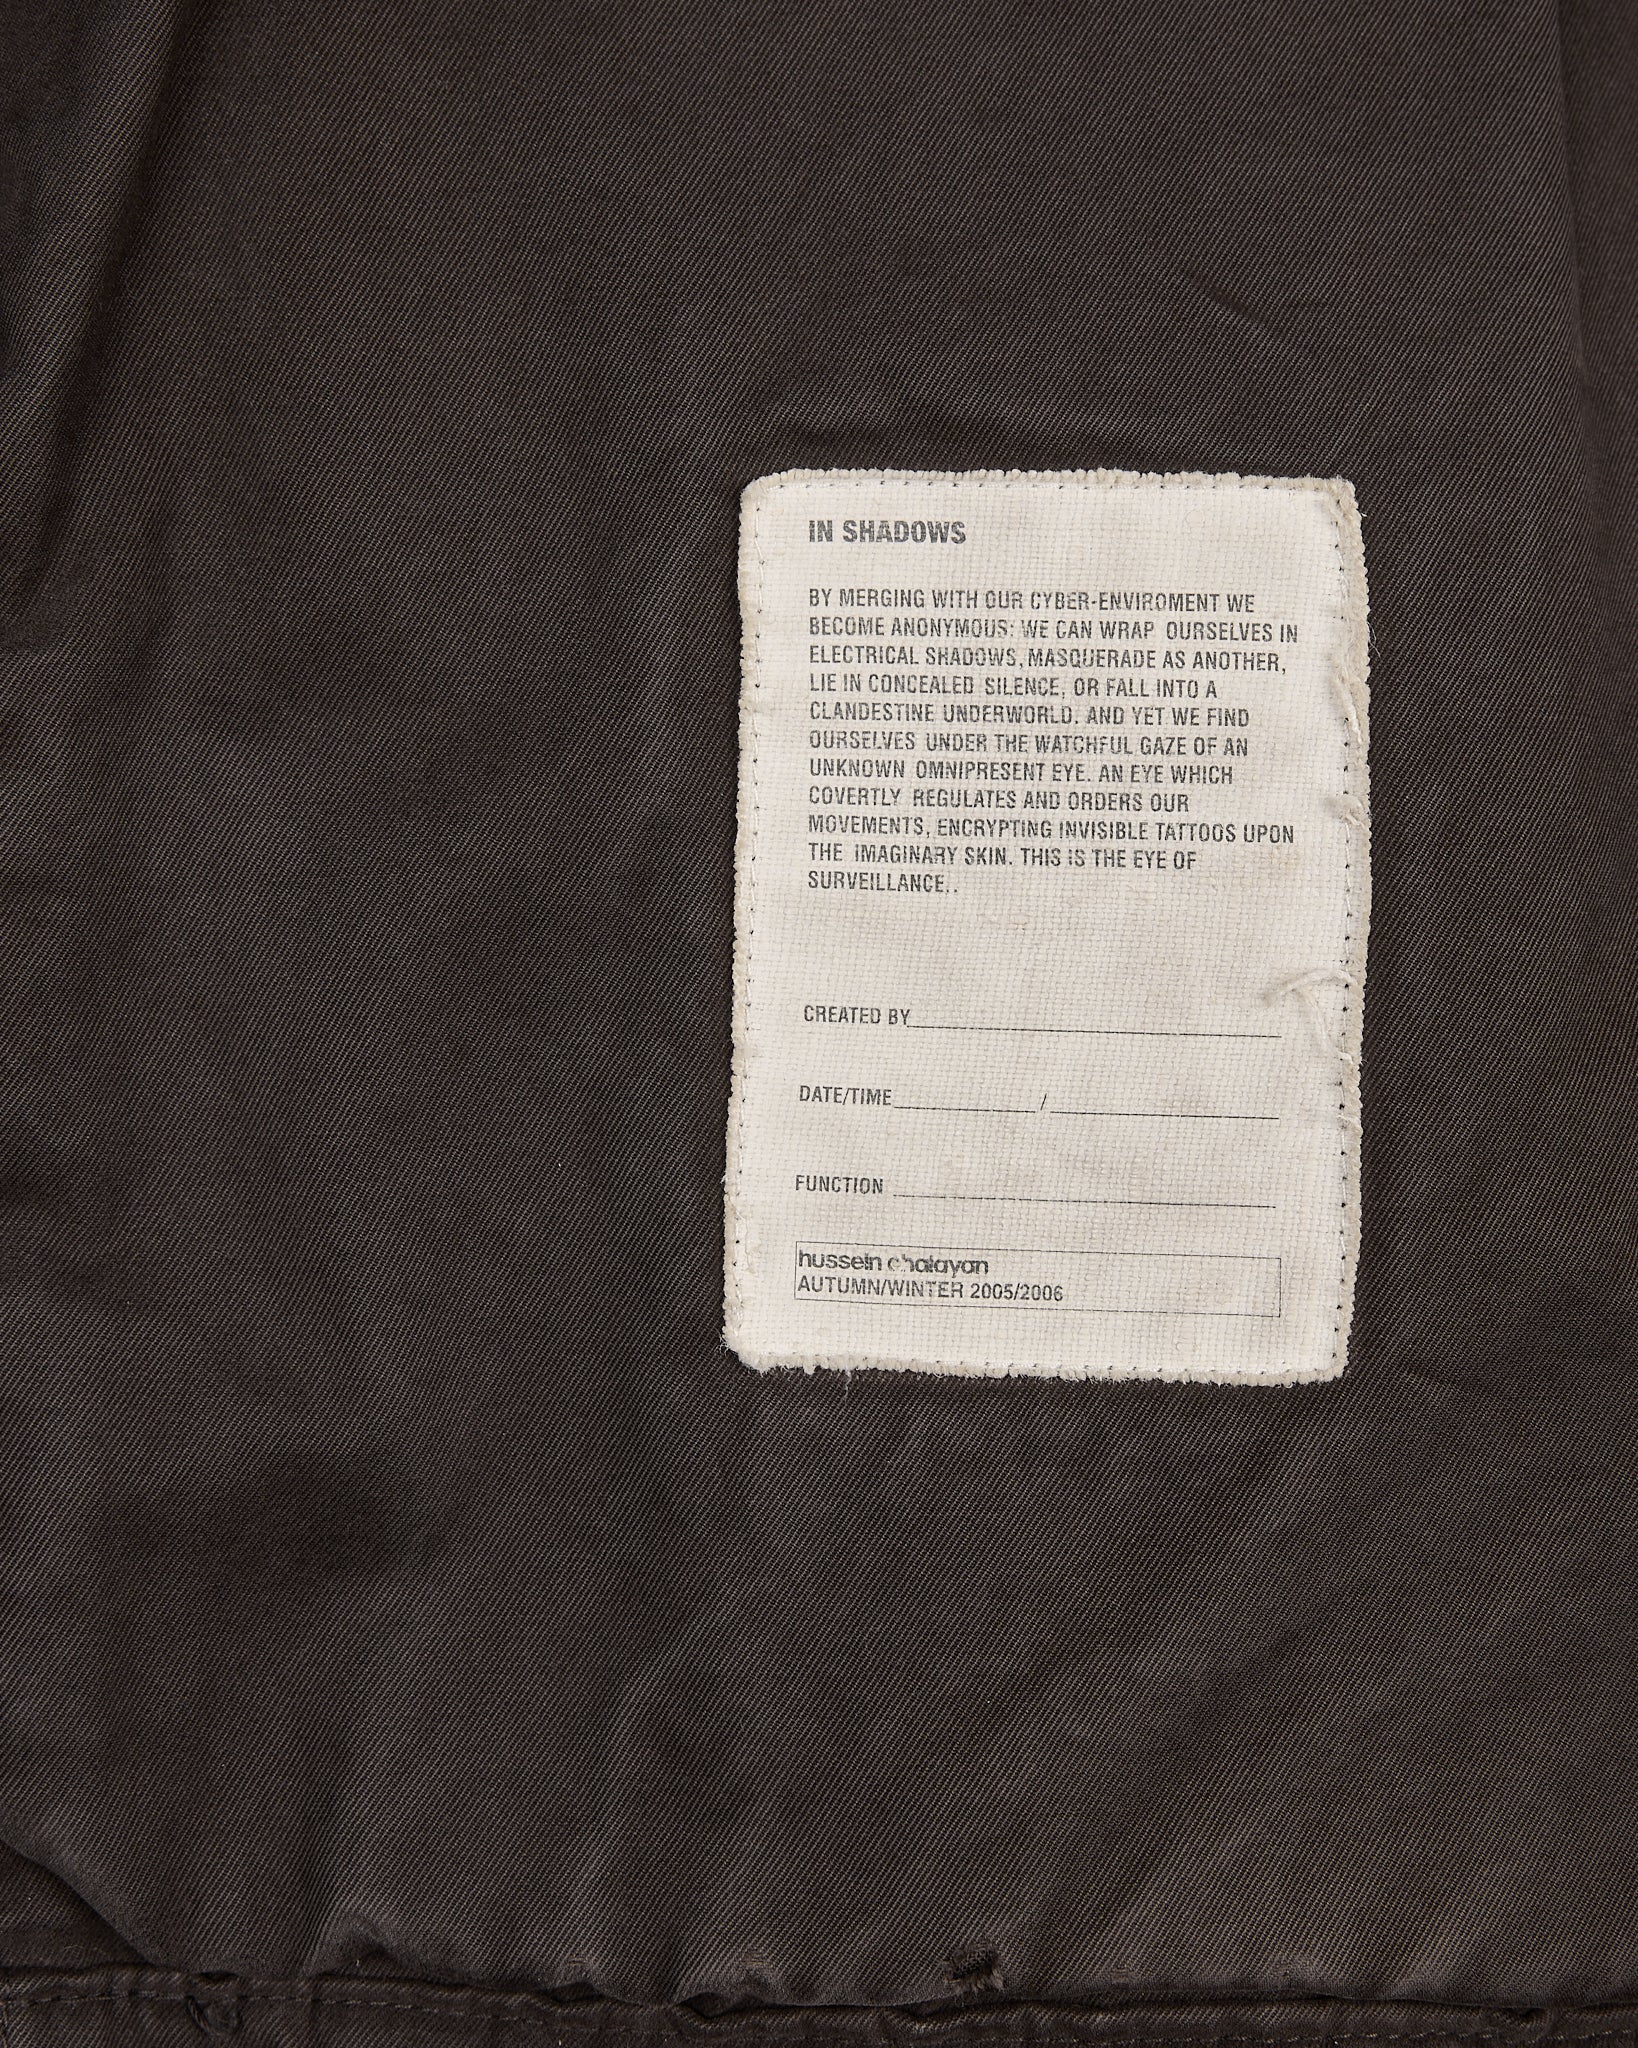 IN SHADOWS
BY MERGING WITH OUR CYBER-ENVIROMENT WE
BECOME ANONYMOUS: WE CAN WRAP OURSELVES IN
ELECTRICAL SHADOWS, MASQUERADE AS ANOTHER,
LIE IN CONCEALED SILENCE, OR FALL INTO A
CLANDESTINE UNDERWORLD. AND YET WE FIND
OURSELVES UNDER THE WATCHFUL GAZE OF AN
UNKNOWN OMNIPRESENT EYE. AN EYE WHICH
COVERTLY REGULATES AND ORDERS OUR
MOVEMENTS, ENCRYPTING INVISIBLE TATTOOS UPON
THE IMAGINARY SKIN. THIS IS THE EYE OF
SURVEILLANCE..
CREATED BY
DATE/TIME /
FUNCTION
hussein chalayan
AUTUMN/WINTER 2005/2006